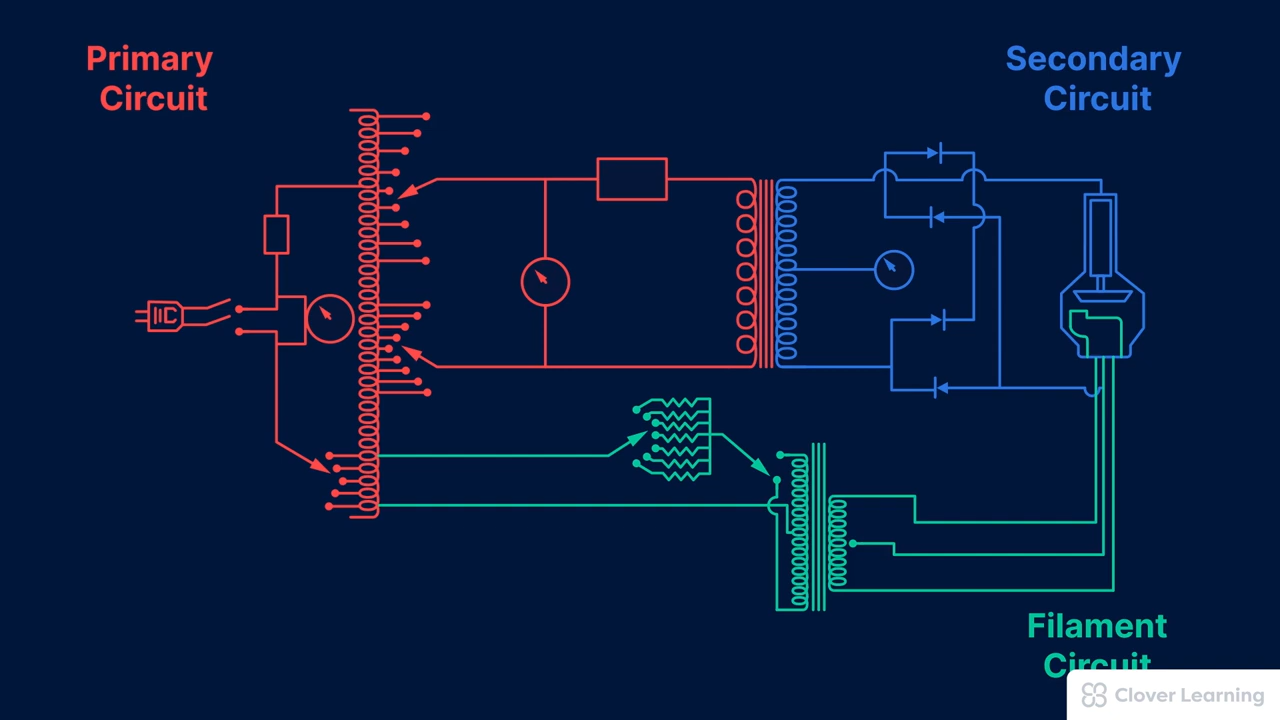 Primary
Circuit
Secondary
Circuit
Filament
Circuit
Clover Learning